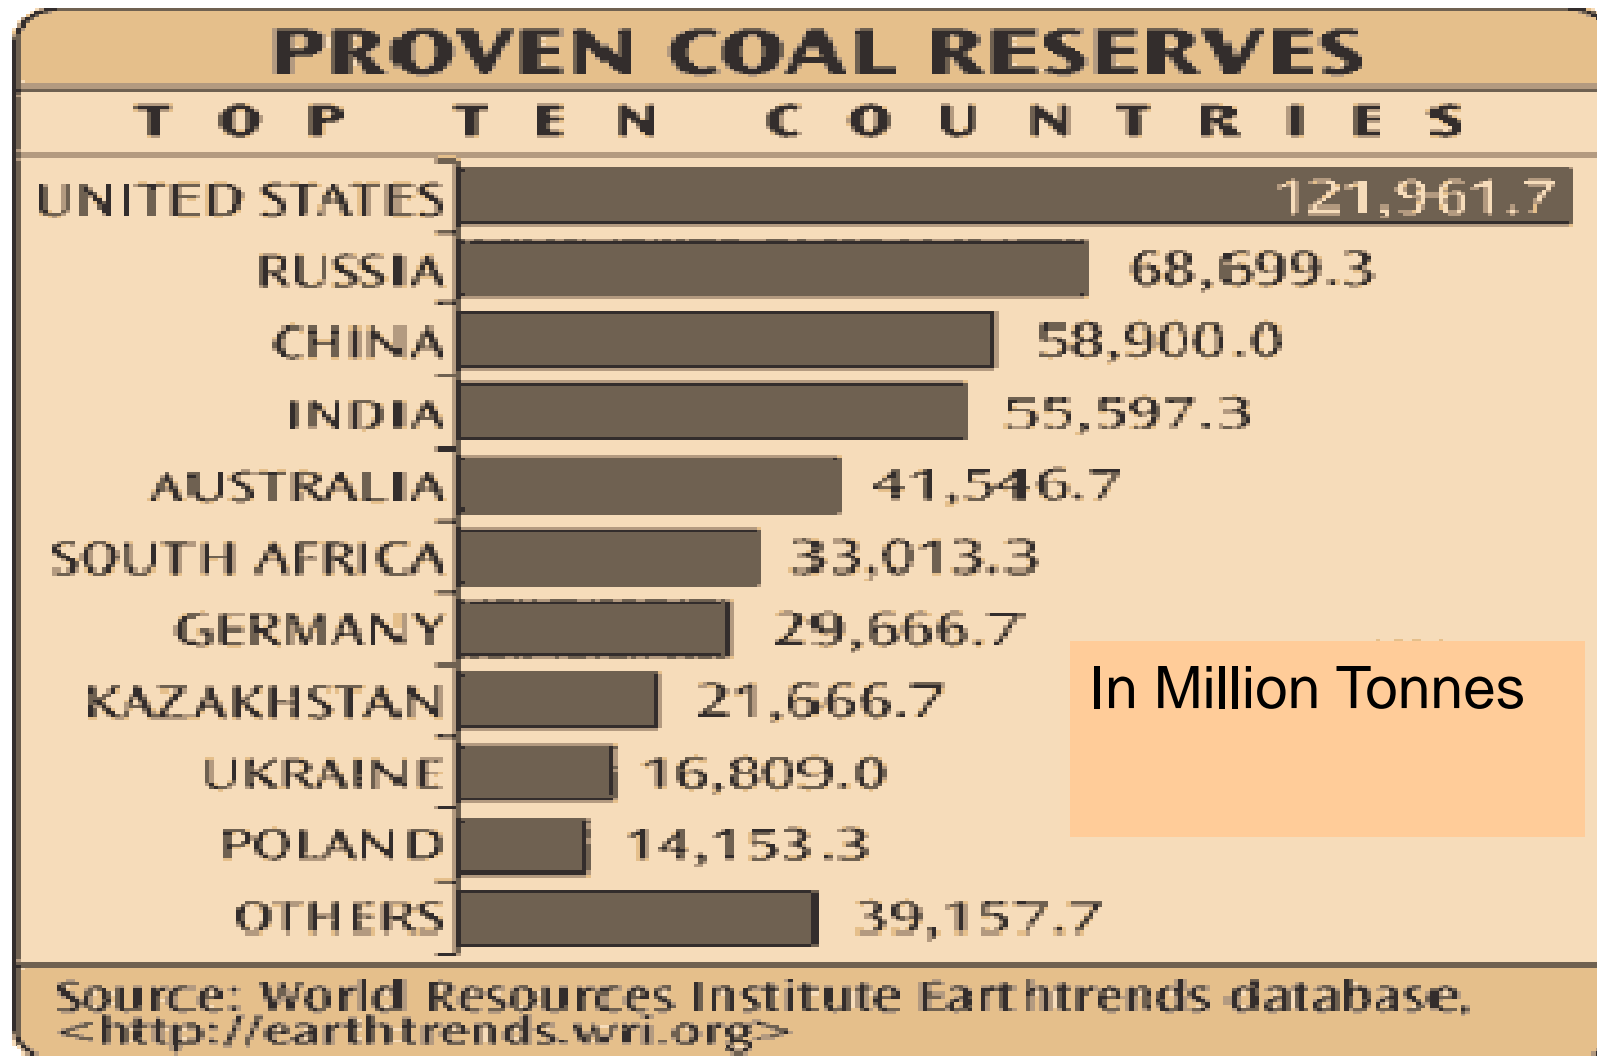 PROVEN COAL RESERVES
TOP TEN COUNTRIES
UNITED STATES 121,961.7
RUSSIA 68,699.3
CHINA 58,900.0
INDIA 55,597.3
AUSTRALIA 41,546.7
SOUTH AFRICA 33,013.3
GERMANY 29,666.7
KAZAKHSTAN 21,666.7
In Million Tonnes
UKRAINE 16,809.0
POLAND 14,153.3
OTHERS 39,157.7
Source: World Resources Institute Earthtrends database,
<http://earthtrends.wri.org>